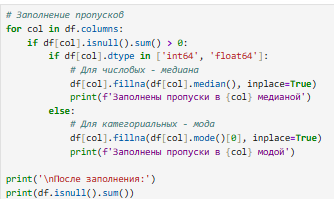 # Заполнение пропусков
for col in df.columns:
    if df[col].isnull().sum() > 0:
        if df[col].dtype in ['int64', 'float64']:
            # Для числовых - медиана
            df[col].fillna(df[col].median(), inplace=True)
            print(f'Заполнены пропуски в {col} медианой')
        else:
            # Для категориальных - мода
            df[col].fillna(df[col].mode()[0], inplace=True)
            print(f'Заполнены пропуски в {col} модой')
print('\nПосле заполнения:')
print(df.isnull().sum())